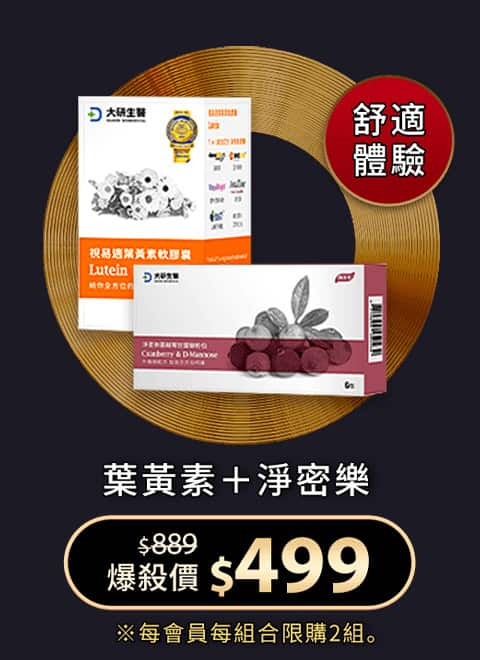 舒適
體驗
大研生醫
視易適葉黃素軟膠囊
Lutein
大研生醫
Cranberry & D-Mannose
6包
葉黃素＋淨密樂
$889
爆殺價 $499
※每會員每組合限購2組。